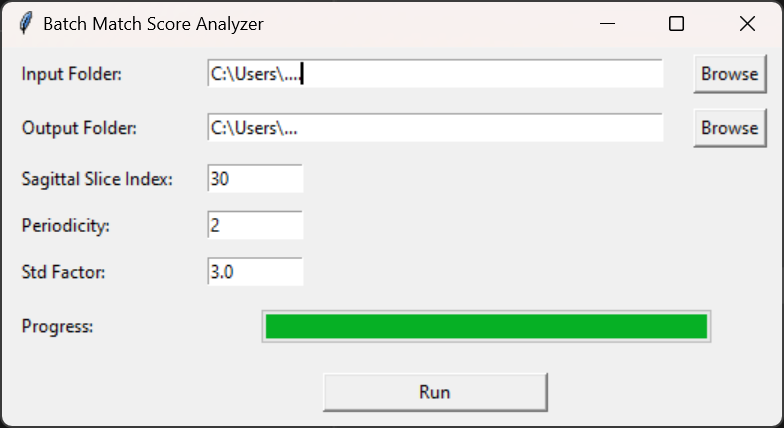 Batch Match Score Analyzer
Input Folder: C:\Users\.... Browse
Output Folder: C:\Users\... Browse
Sagittal Slice Index: 30
Periodicity: 2
Std Factor: 3.0
Progress:
Run